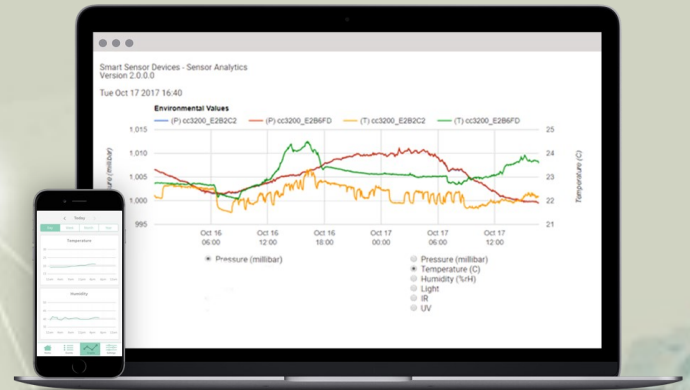 Smart Sensor Devices - Sensor Analytics
Version 2.0.0.0
Tue Oct 17 2017 16:40
Environmental Values
(P) cc3200_E2B2C2 (P) cc3200_E2B6FD (T) cc3200_E2B2C2 (T) cc3200_E2B6FD
1,015 25
1,010 24
1,005 23
1,000 22
995 21
(millibar)
Temperature (C)
Oct 16 Oct 16 Oct 16 Oct 17 Oct 17 Oct 17
06:00 12:00 18:00 00:00 06:00 12:00
Pressure (millibar) Pressure (millibar)
Temperature (C)
Humidity (%rH)
Light
IR
UV
Today
Temperature
Humidity